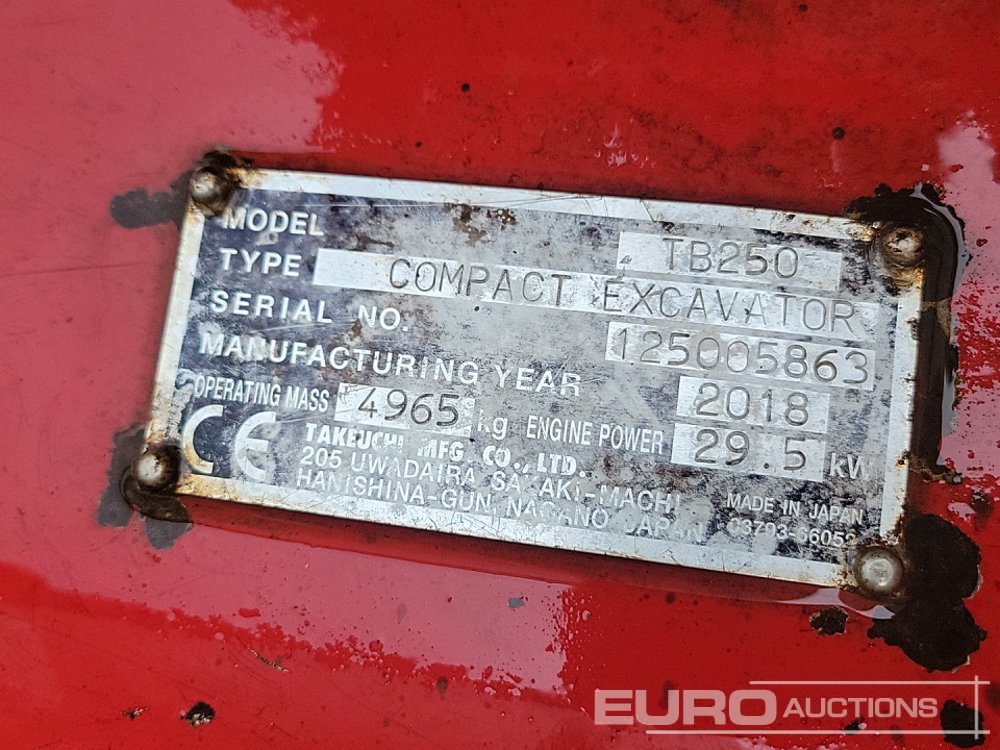 MODEL TB250
TYPE COMPACT EXCAVATOR
SERIAL NO. 125005863
MANUFACTURING YEAR 2018
OPERATING MASS 4965 kg ENGINE POWER 29.5 kW
CE TAKEUCHI MFG. CO., LTD.
205 UWADAIRA, SAKAKI-MACHI
HANISHINA-GUN, NAGANO JAPAN
MADE IN JAPAN
EURO AUCTIONS